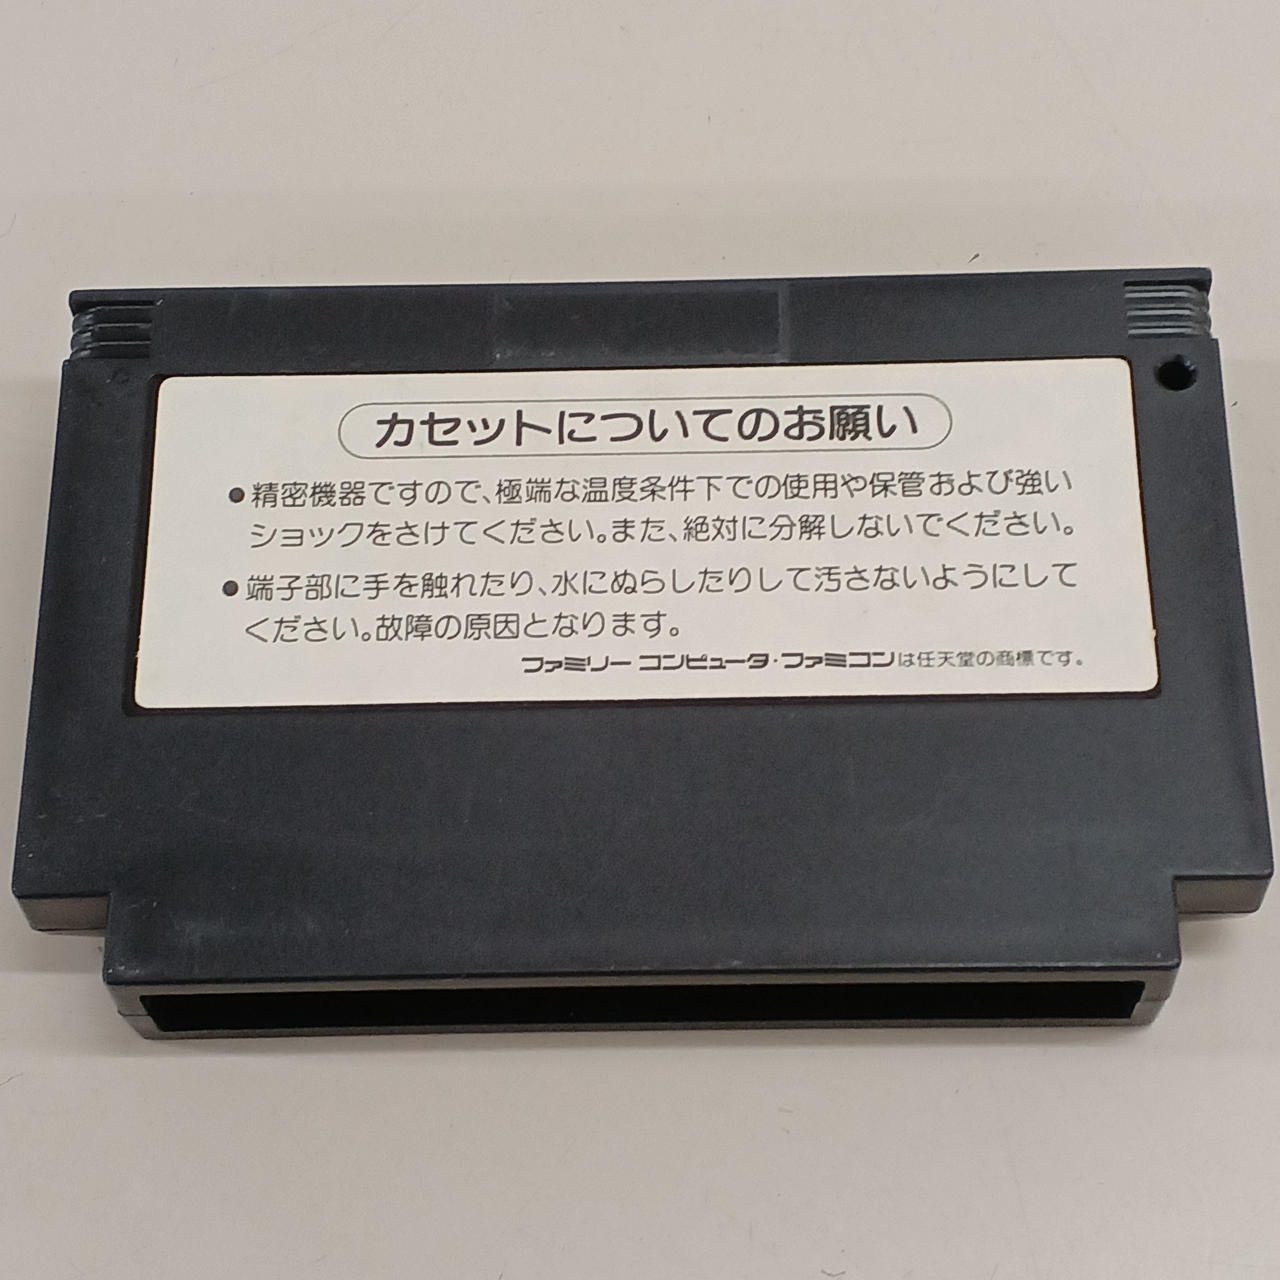 カセットについてのお願い
●精密機器ですので、極端な温度条件下での使用や保管および強い
ショックをさけてください。また、絶対に分解しないでください。
●端子部に手を触れたり、水にぬらしたりして汚さないようにして
ください。故障の原因となります。
ファミリー コンピュータ・ファミコンは任天堂の商標です。